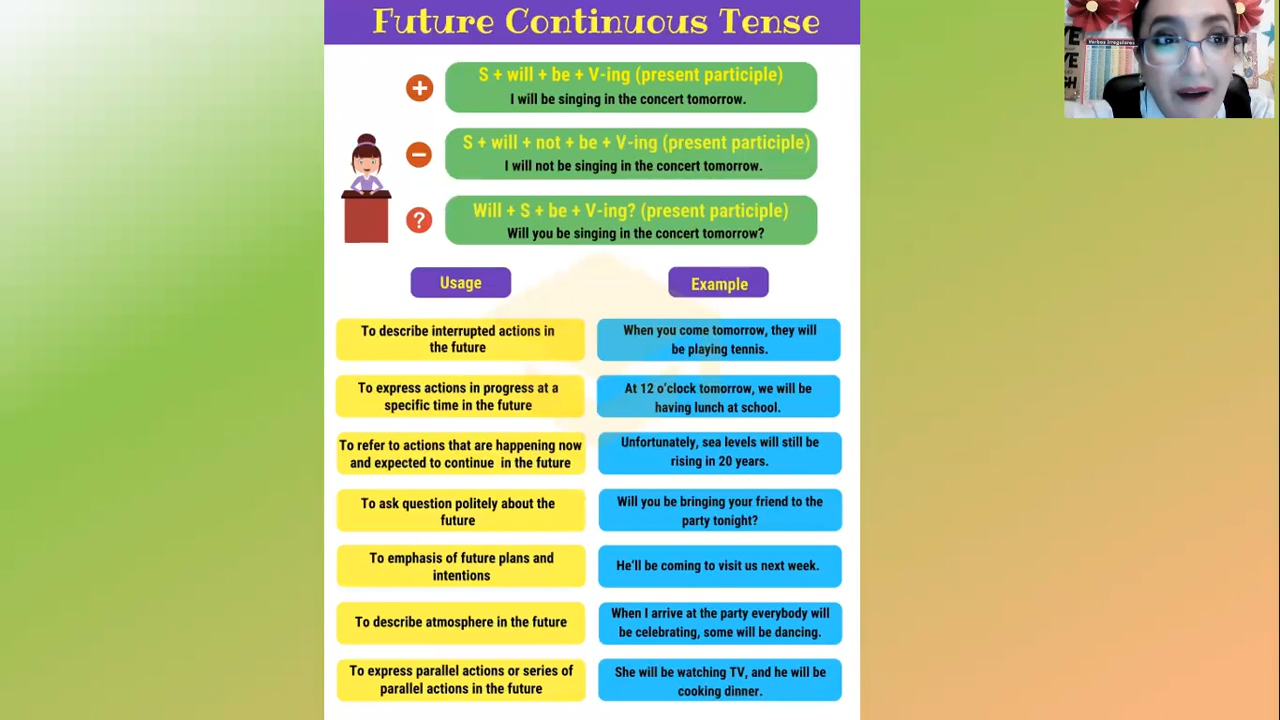 Future Continuous Tense
S + will + be + V-ing (present participle)
I will be singing in the concert tomorrow.
S + will + not + be + V-ing (present participle)
I will not be singing in the concert tomorrow.
Will + S + be + V-ing? (present participle)
Will you be singing in the concert tomorrow?
Usage
Example
To describe interrupted actions in
the future
When you come tomorrow, they will
be playing tennis.
To express actions in progress at a
specific time in the future
At 12 o'clock tomorrow, we will be
having lunch at school.
To refer to actions that are happening now
and expected to continue in the future
Unfortunately, sea levels will still be
rising in 20 years.
To ask question politely about the
future
Will you be bringing your friend to the
party tonight?
To emphasis of future plans and
intentions
He'll be coming to visit us next week.
To describe atmosphere in the future
When I arrive at the party everybody will
be celebrating, some will be dancing.
To express parallel actions or series of
parallel actions in the future
She will be watching TV, and he will be
cooking dinner.
Verbos Irregulares